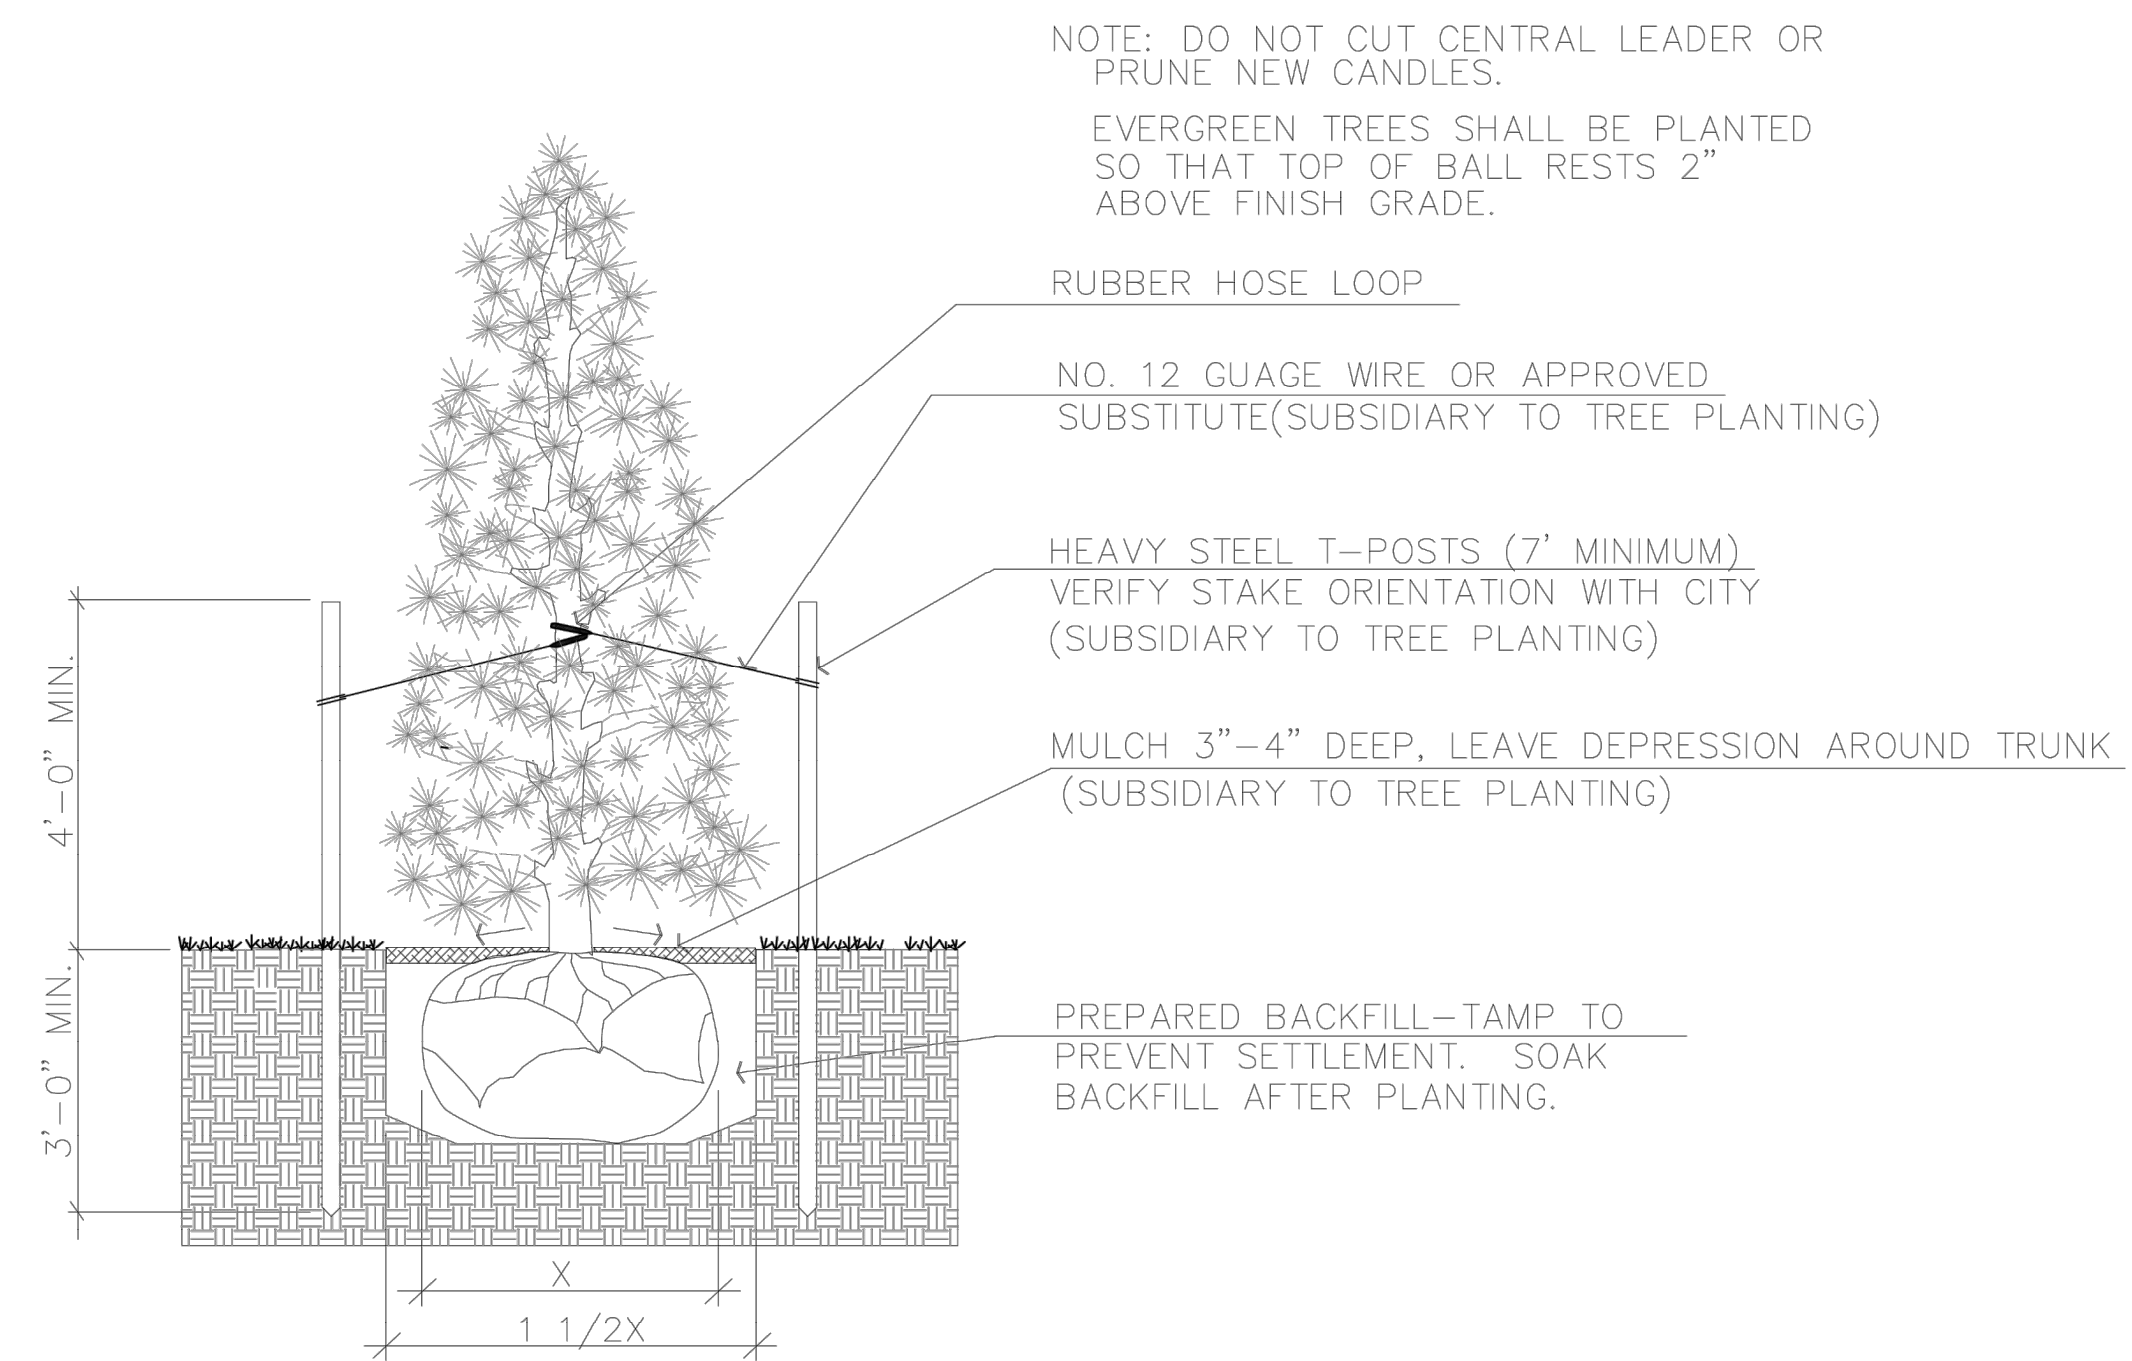 NOTE: DO NOT CUT CENTRAL LEADER OR
PRUNE NEW CANDLES.
EVERGREEN TREES SHALL BE PLANTED
SO THAT TOP OF BALL RESTS 2”
ABOVE FINISH GRADE.
RUBBER HOSE LOOP
NO. 12 GUAGE WIRE OR APPROVED
SUBSTITUTE(SUBSIDIARY TO TREE PLANTING)
HEAVY STEEL T–POSTS (7’ MINIMUM)
VERIFY STAKE ORIENTATION WITH CITY
(SUBSIDIARY TO TREE PLANTING)
MULCH 3”–4” DEEP, LEAVE DEPRESSION AROUND TRUNK
(SUBSIDIARY TO TREE PLANTING)
PREPARED BACKFILL–TAMP TO
PREVENT SETTLEMENT. SOAK
BACKFILL AFTER PLANTING.
4’–0” MIN.
3’–0” MIN.
X
1 1/2X